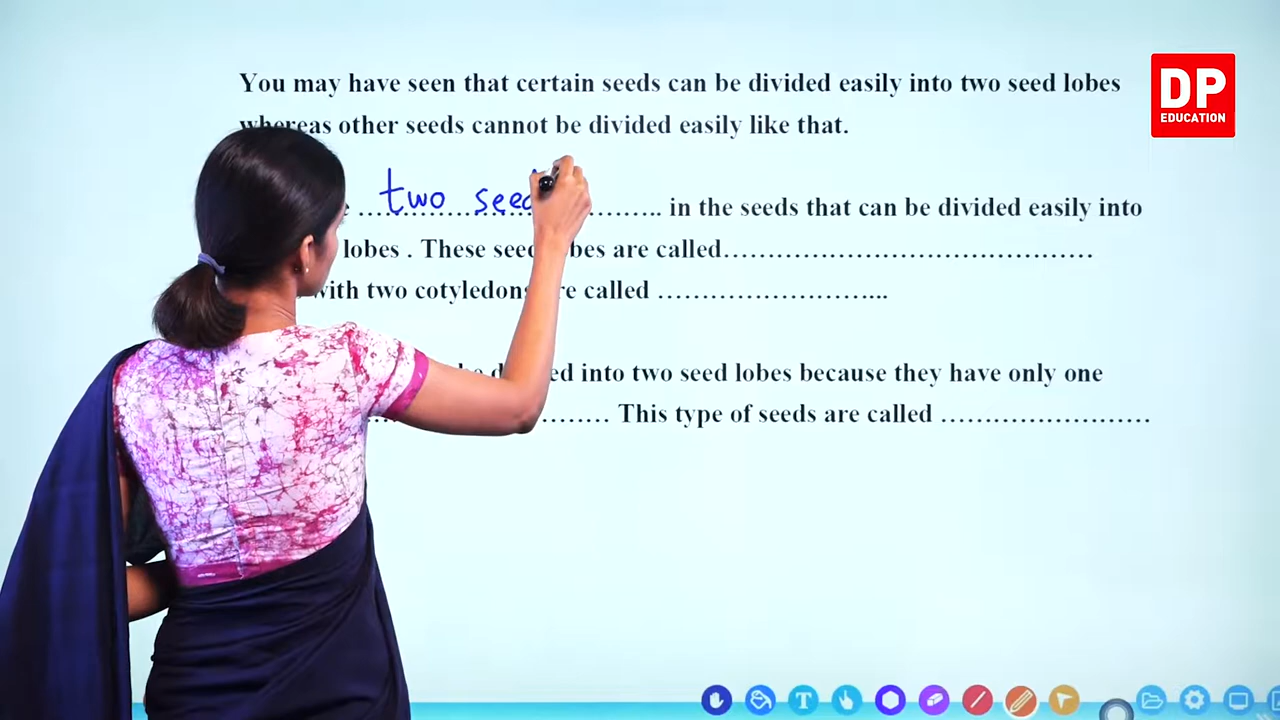 You may have seen that certain seeds can be divided easily into two seed lobes
whereas other seeds cannot be divided easily like that.
two seed
………………………………….. in the seeds that can be divided easily into
lobes . These seed lobes are called…………………………………
with two cotyledons are called ……………………...
into two seed lobes because they have only one
……… This type of seeds are called ……………………
DP
EDUCATION